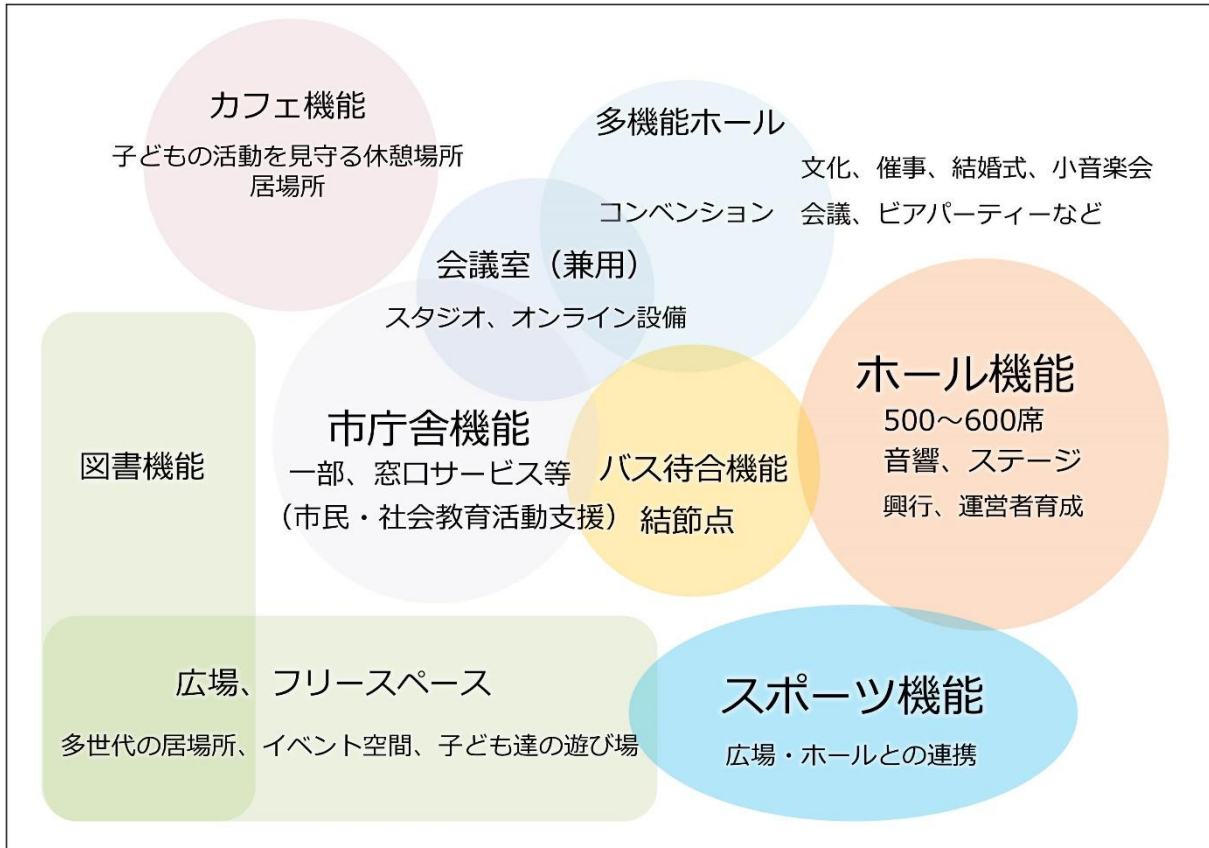 カフェ機能
子どもの活動を見守る休憩場所
居場所
多機能ホール
文化、催事、結婚式、小音楽会
コンベンション 会議、ビアパーティーなど
会議室（兼用）
スタジオ、オンライン設備
ホール機能
500～600席
音響、ステージ
興行、運営者育成
市庁舎機能
一部、窓口サービス等
（市民・社会教育活動支援）
バス待合機能
結節点
図書機能
広場、フリースペース
多世代の居場所、イベント空間、子ども達の遊び場
スポーツ機能
広場・ホールとの連携